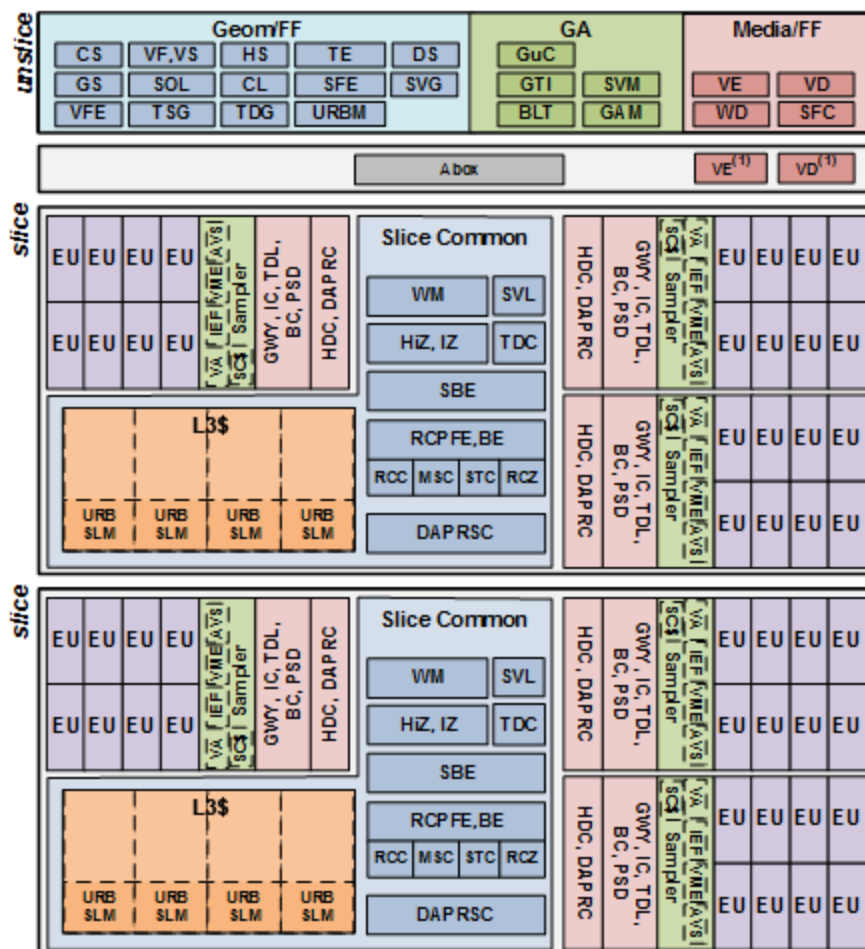 unslice
Geom/FF
GA
Media/FF
CS VF,VS HS TE DS
GuC
GS SOL CL SFE SVG
GTI SVM
VE VD
VFE TSG TDG URBM
BLT GAM
WD SFC
Abox
VE(1) VD(1)
slice
EU EU EU EU
EU EU EU EU
VA IEF VME AVS
SC$ Sampler
GWY, IC, TDL,
BC, PSD
HDC, DAPRC
Slice Common
WM SVL
HiZ, IZ TDC
SBE
RCPFE,BE
RCC MSC STC RCZ
DAPRSC
L3$
URB URB URB URB
SLM SLM SLM SLM
HDC, DAPRC
GWY, IC, TDL,
BC, PSD
SC$ Sampler
VA IEF VME AVS
EU EU EU EU
EU EU EU EU
HDC, DAPRC
GWY, IC, TDL,
BC, PSD
SC$ Sampler
VA IEF VME AVS
EU EU EU EU
EU EU EU EU
slice
EU EU EU EU
EU EU EU EU
VA IEF VME AVS
SC$ Sampler
GWY, IC, TDL,
BC, PSD
HDC, DAPRC
Slice Common
WM SVL
HiZ, IZ TDC
SBE
RCPFE,BE
RCC MSC STC RCZ
DAPRSC
L3$
URB URB URB URB
SLM SLM SLM SLM
HDC, DAPRC
GWY, IC, TDL,
BC, PSD
SC$ Sampler
VA IEF VME AVS
EU EU EU EU
EU EU EU EU
HDC, DAPRC
GWY, IC, TDL,
BC, PSD
SC$ Sampler
VA IEF VME AVS
EU EU EU EU
EU EU EU EU